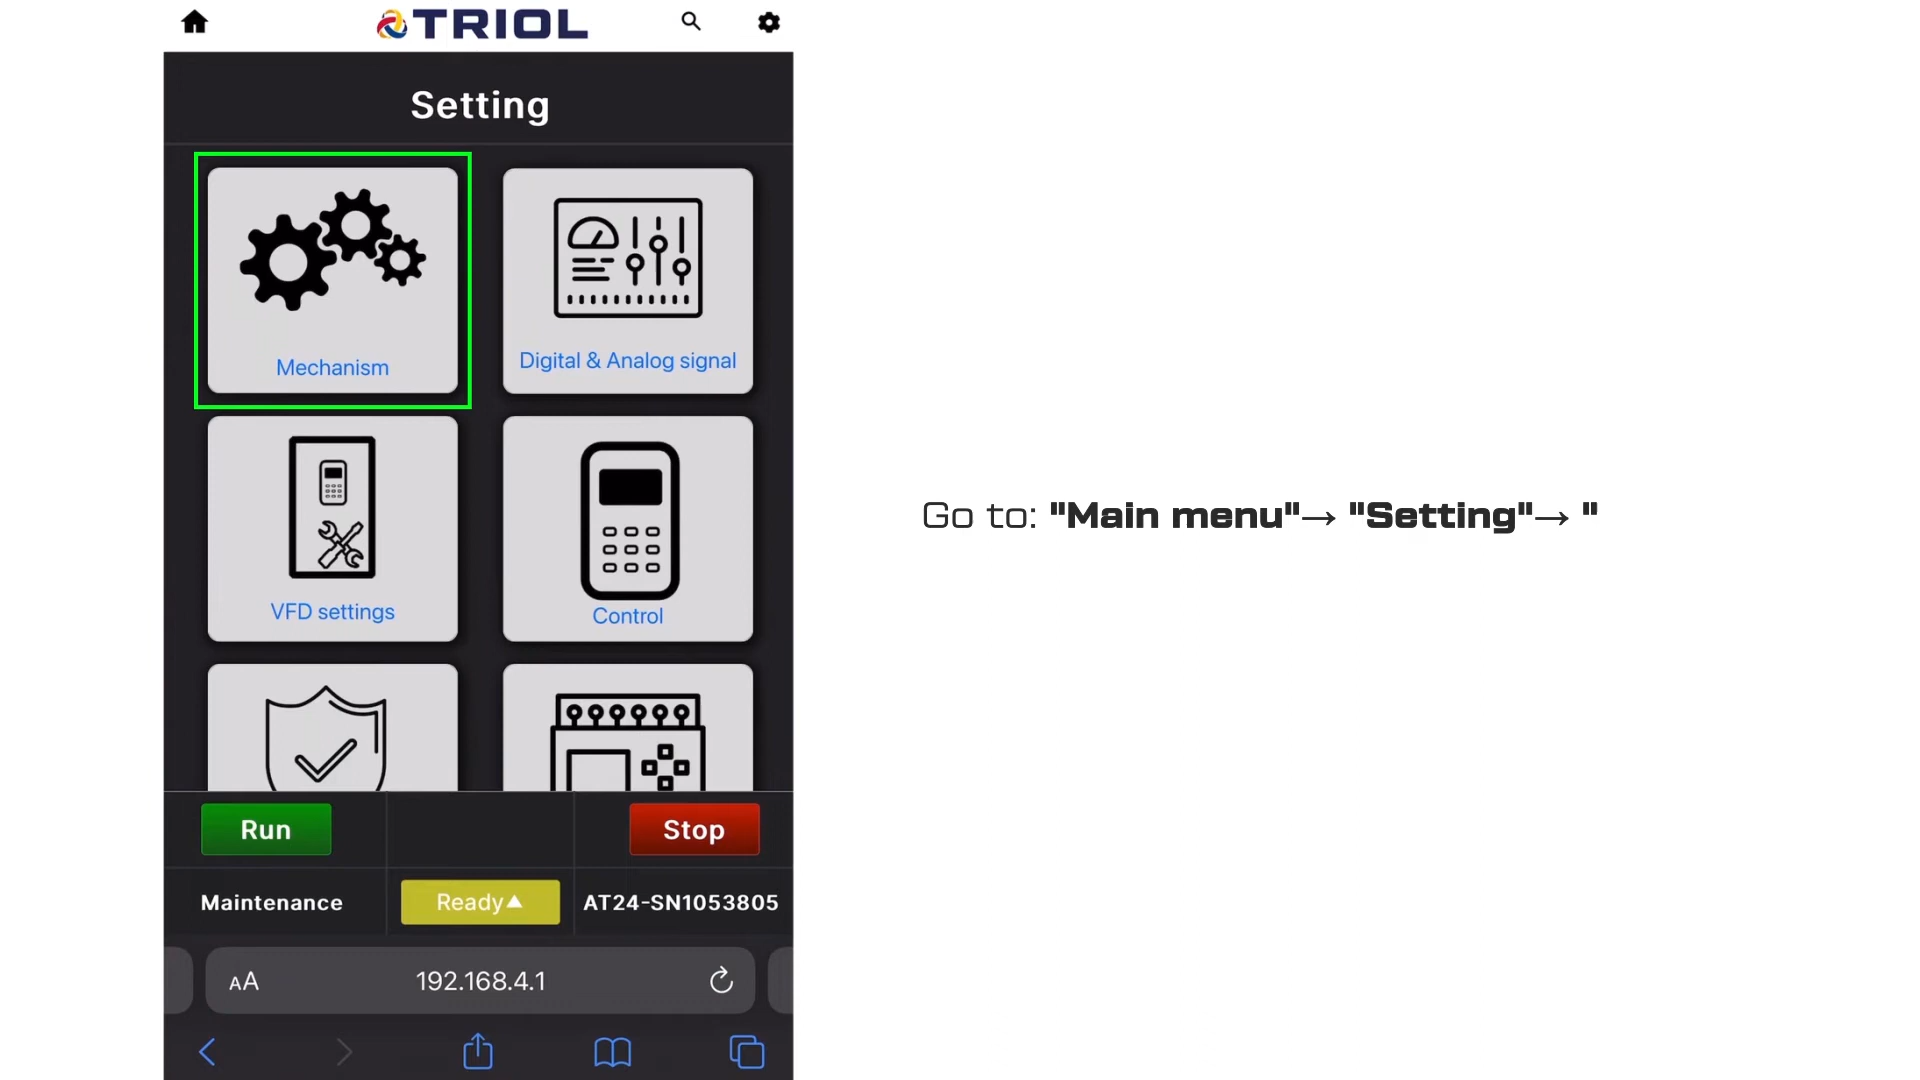 TRIOL
Setting
Mechanism
Digital & Analog signal
VFD settings
Control
Run
Stop
Maintenance
Ready▲
AT24-SN1053805
AA
192.168.4.1
Go to: "Main menu"→ "Setting"→ "